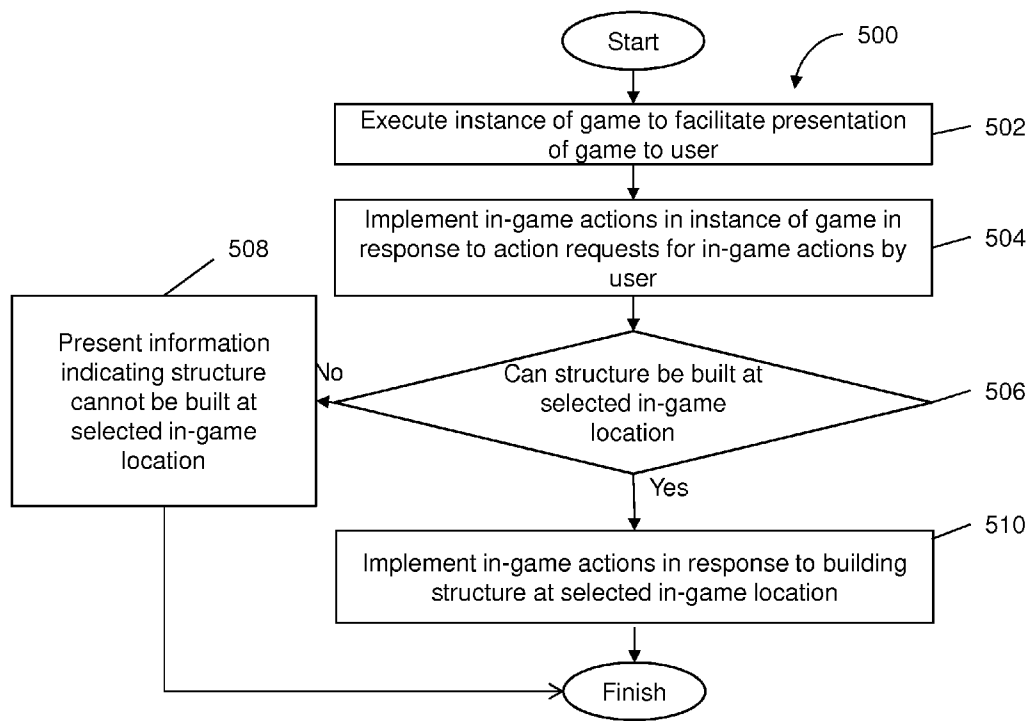 Start
500
Execute instance of game to facilitate presentation
of game to user
502
Implement in-game actions in instance of game in
response to action requests for in-game actions by
user
504
508
Present information
indicating structure
cannot be built at
selected in-game
location
No
Can structure be built at
selected in-game
location
506
Yes
510
Implement in-game actions in response to building
structure at selected in-game location
Finish